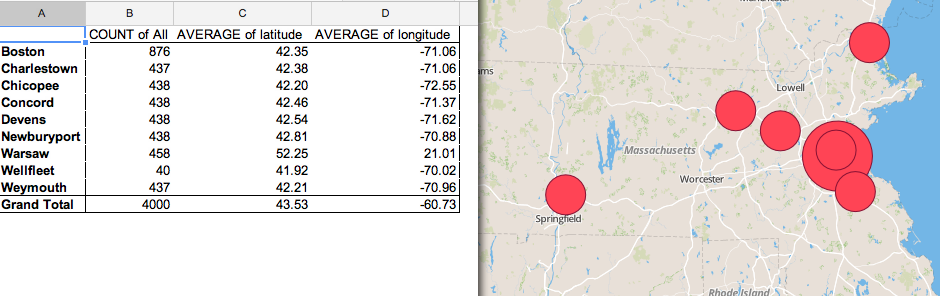 A B C D
COUNT of All AVERAGE of latitude AVERAGE of longitude
Boston 876 42.35 -71.06
Charlestown 437 42.38 -71.06
Chicopee 438 42.20 -72.55
Concord 438 42.46 -71.37
Devens 438 42.54 -71.62
Newburyport 438 42.81 -70.88
Warsaw 458 52.25 21.01
Wellfleet 40 41.92 -70.02
Weymouth 437 42.21 -70.96
Grand Total 4000 43.53 -60.73
ms
Lowell
Massachusetts
Worcester
Springfield
Rhode Island